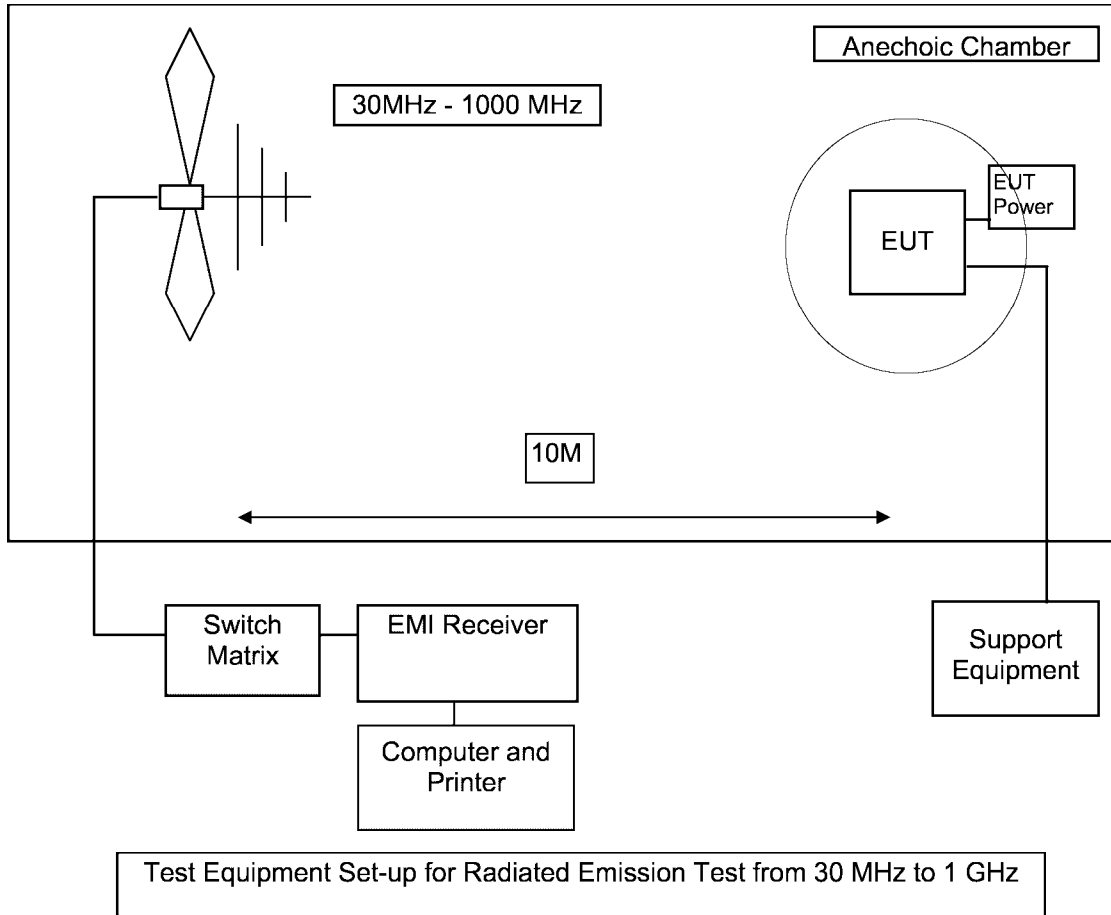 Anechoic Chamber
30MHz - 1000 MHz
EUT
Power
EUT
10M
Switch
Matrix
EMI Receiver
Support
Equipment
Computer and
Printer
Test Equipment Set-up for Radiated Emission Test from 30 MHz to 1 GHz